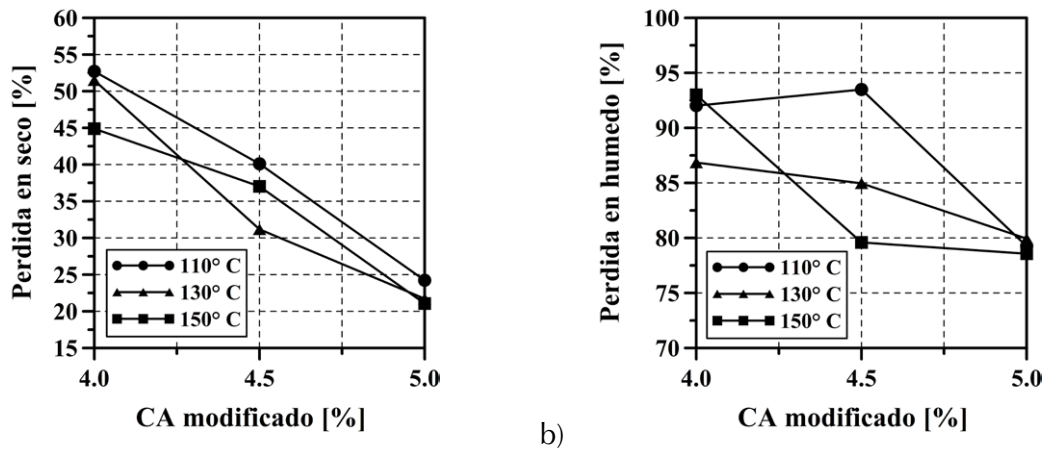 60
55
50
45
40
35
30
25
20
15
Perdida en seco [%]
110° C
130° C
150° C
4.0 4.5 5.0
CA modificado [%]
b)
100
95
90
85
80
75
70
Perdida en humedo [%]
110° C
130° C
150° C
4.0 4.5 5.0
CA modificado [%]